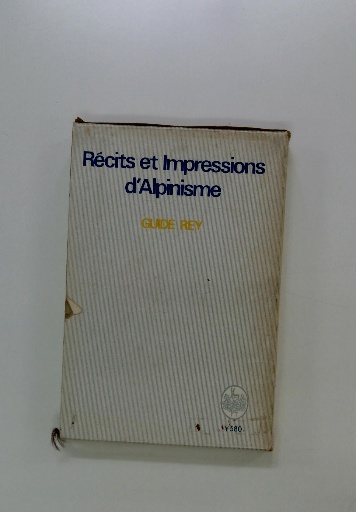 Récits et Impressions
d'Alpinisme
GUIDE REY